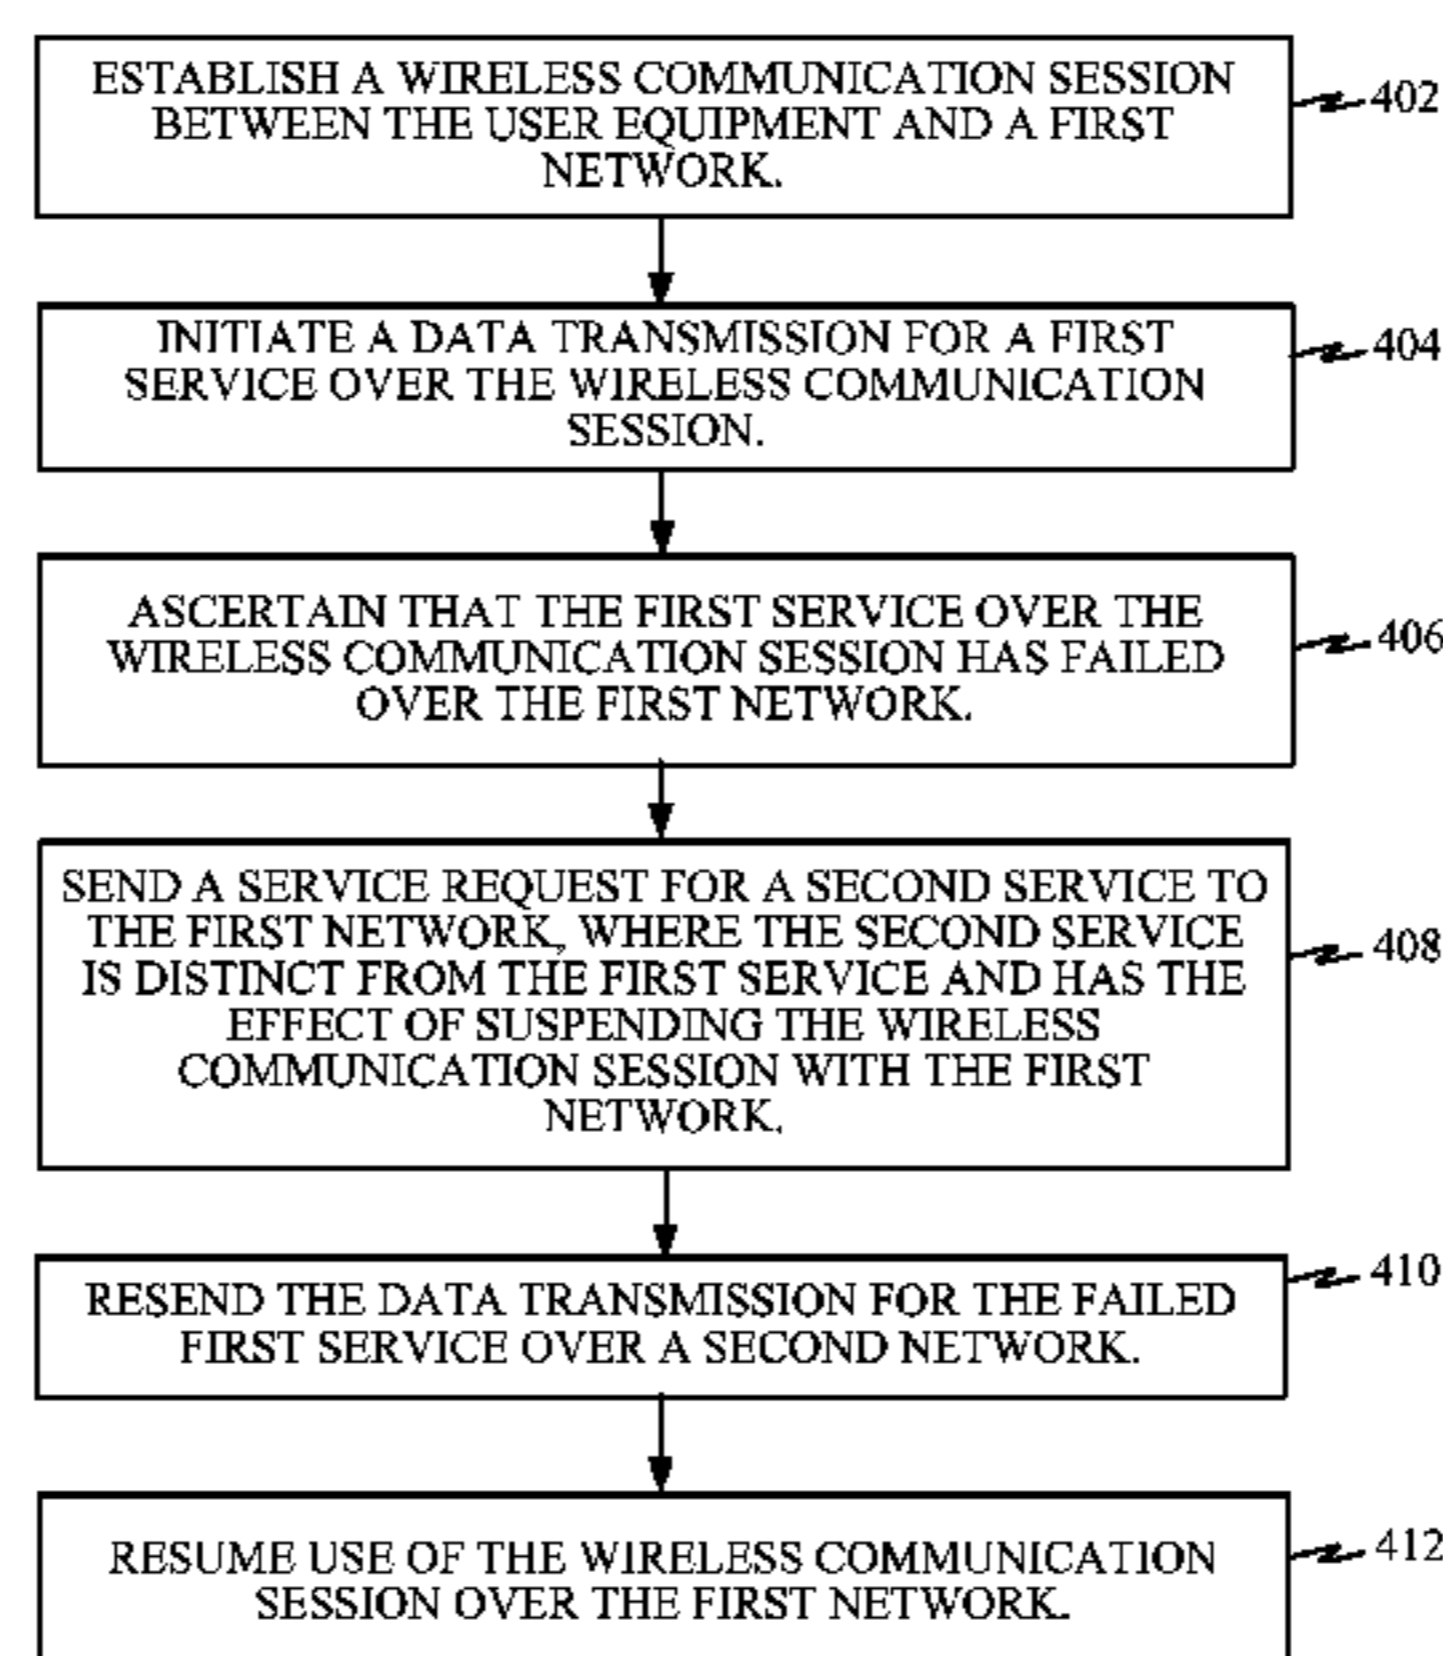 ESTABLISH A WIRELESS COMMUNICATION SESSION
BETWEEN THE USER EQUIPMENT AND A FIRST
NETWORK.
402
INITIATE A DATA TRANSMISSION FOR A FIRST
SERVICE OVER THE WIRELESS COMMUNICATION
SESSION.
404
ASCERTAIN THAT THE FIRST SERVICE OVER THE
WIRELESS COMMUNICATION SESSION HAS FAILED
OVER THE FIRST NETWORK.
406
SEND A SERVICE REQUEST FOR A SECOND SERVICE TO
THE FIRST NETWORK, WHERE THE SECOND SERVICE
IS DISTINCT FROM THE FIRST SERVICE AND HAS THE
EFFECT OF SUSPENDING THE WIRELESS
COMMUNICATION SESSION WITH THE FIRST
NETWORK.
408
RESEND THE DATA TRANSMISSION FOR THE FAILED
FIRST SERVICE OVER A SECOND NETWORK.
410
RESUME USE OF THE WIRELESS COMMUNICATION
SESSION OVER THE FIRST NETWORK.
412